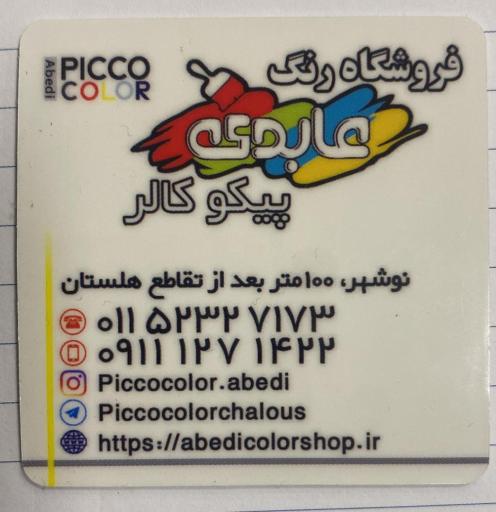 PICCO
COLOR
Abedi
فروشگاه رنگ
عابدی
پیکو کالر
نوشهر، ۱۰۰متر بعد از تقاطع هلستان
۰۱۱ ۵۲۳۲ ۷۱۷۳
۰۹۱۱ ۱۲۷ ۱۴۲۲
Piccocolor.abedi
Piccocolorchalous
https://abedicolorshop.ir